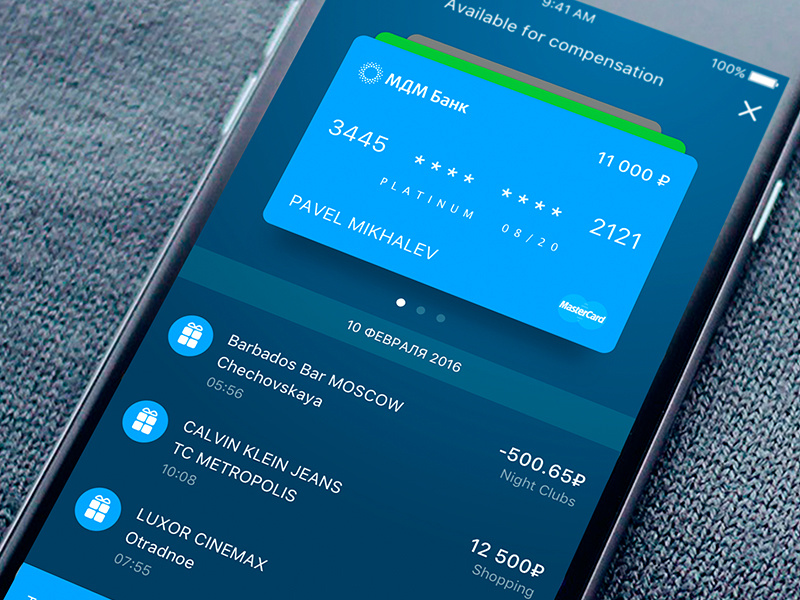 9:41 AM
100%
Available for compensation
МДМ Банк
11 000 ₽
3445 **** **** 2121
PLATINUM 08/20
PAVEL MIKHALEV
MasterCard
10 ФЕВРАЛЯ 2016
Barbados Bar MOSCOW
Chechovskaya
05:56
-500.65₽
Night Clubs
CALVIN KLEIN JEANS
TC METROPOLIS
10:08
12 500₽
Shopping
LUXOR CINEMAX
Otradnoe
07:55